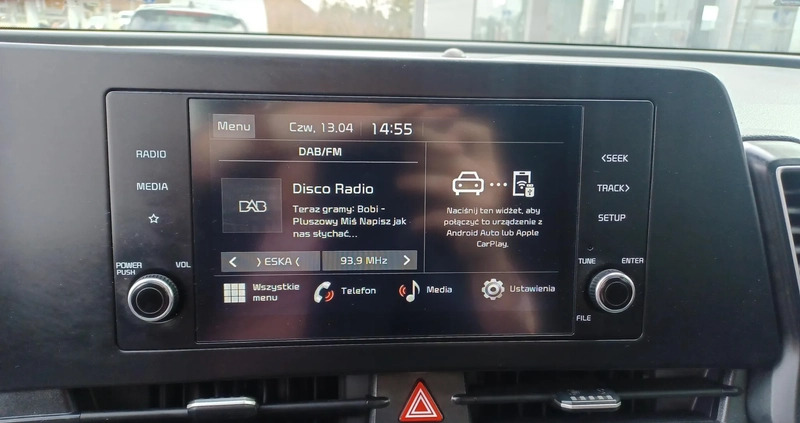 Menu
Czw, 13.04
14:55
DAB/FM
DAB
Disco Radio
Teraz gramy: Bobi -
Pluszowy Miś Napisz jak
nas słychać...
⟩ ESKA ⟨
93,9 MHz
Naciśnij ten widżet, aby
połączyć to urządzenie z
Android Auto lub Apple
CarPlay.
Wszystkie
menu
Telefon
Media
Ustawienia
RADIO
MEDIA
POWER
PUSH
VOL
<SEEK
TRACK>
SETUP
TUNE
ENTER
FILE